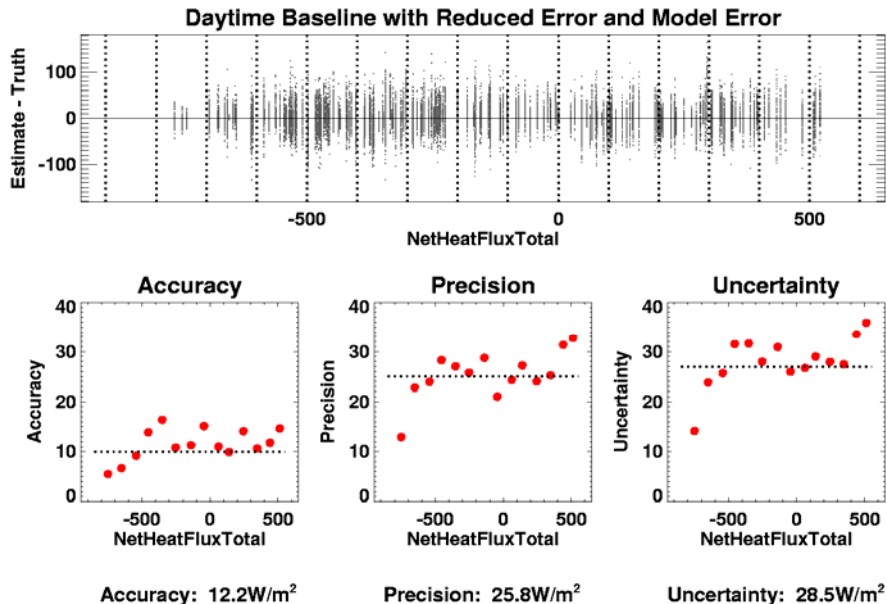 Daytime Baseline with Reduced Error and Model Error
Estimate - Truth
100
0
-100
-500 0 500
NetHeatFluxTotal
Accuracy
Accuracy
40
30
20
10
0
-500 0 500
NetHeatFluxTotal
Precision
Precision
40
30
20
10
0
-500 0 500
NetHeatFluxTotal
Uncertainty
Uncertainty
40
30
20
10
0
-500 0 500
NetHeatFluxTotal
Accuracy: 12.2W/m²
Precision: 25.8W/m²
Uncertainty: 28.5W/m²